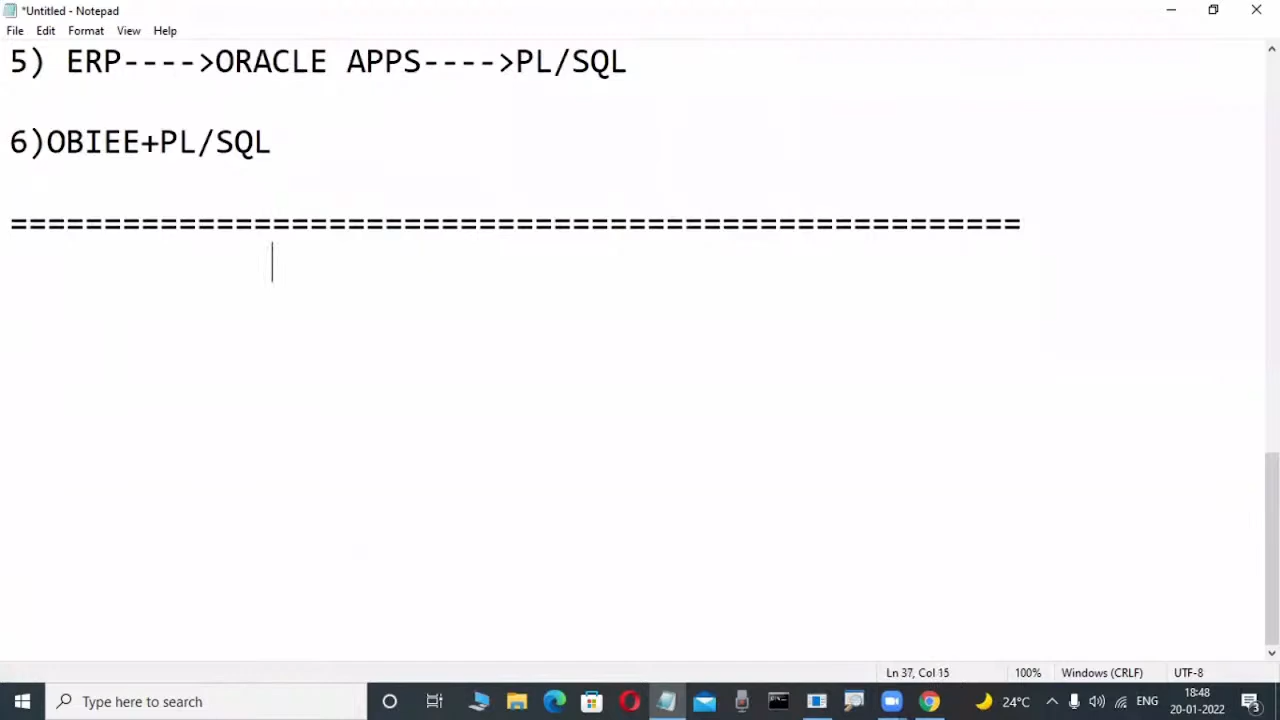 *Untitled - Notepad
File Edit Format View Help
5) ERP---->ORACLE APPS---->PL/SQL
6)OBIEE+PL/SQL
======================================================
Ln 37, Col 15 100% Windows (CRLF) UTF-8
Type here to search
24°C ENG 18:48
20-01-2022
3